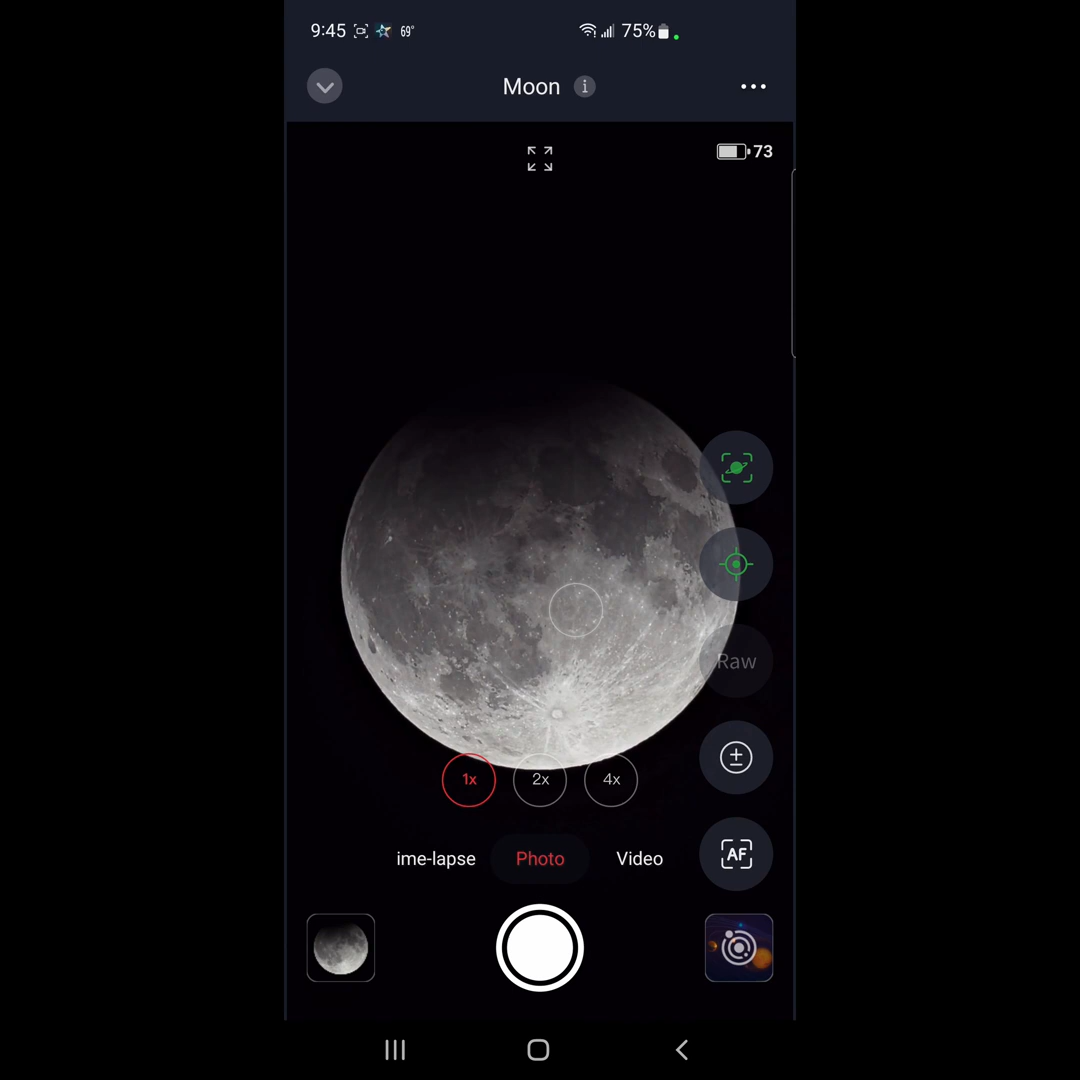 9:45 69° 75%
Moon i
73
Raw
1x 2x 4x
ime-lapse Photo Video
AF